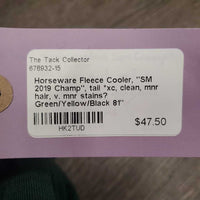 The Tack Collector
678932-15
Horseware Fleece Cooler, "SM
2019 Champ", tail *xc, clean, mnr
hair, v. mnr stains?
Green/Yellow/Black 81"
HK2TUD
$47.50